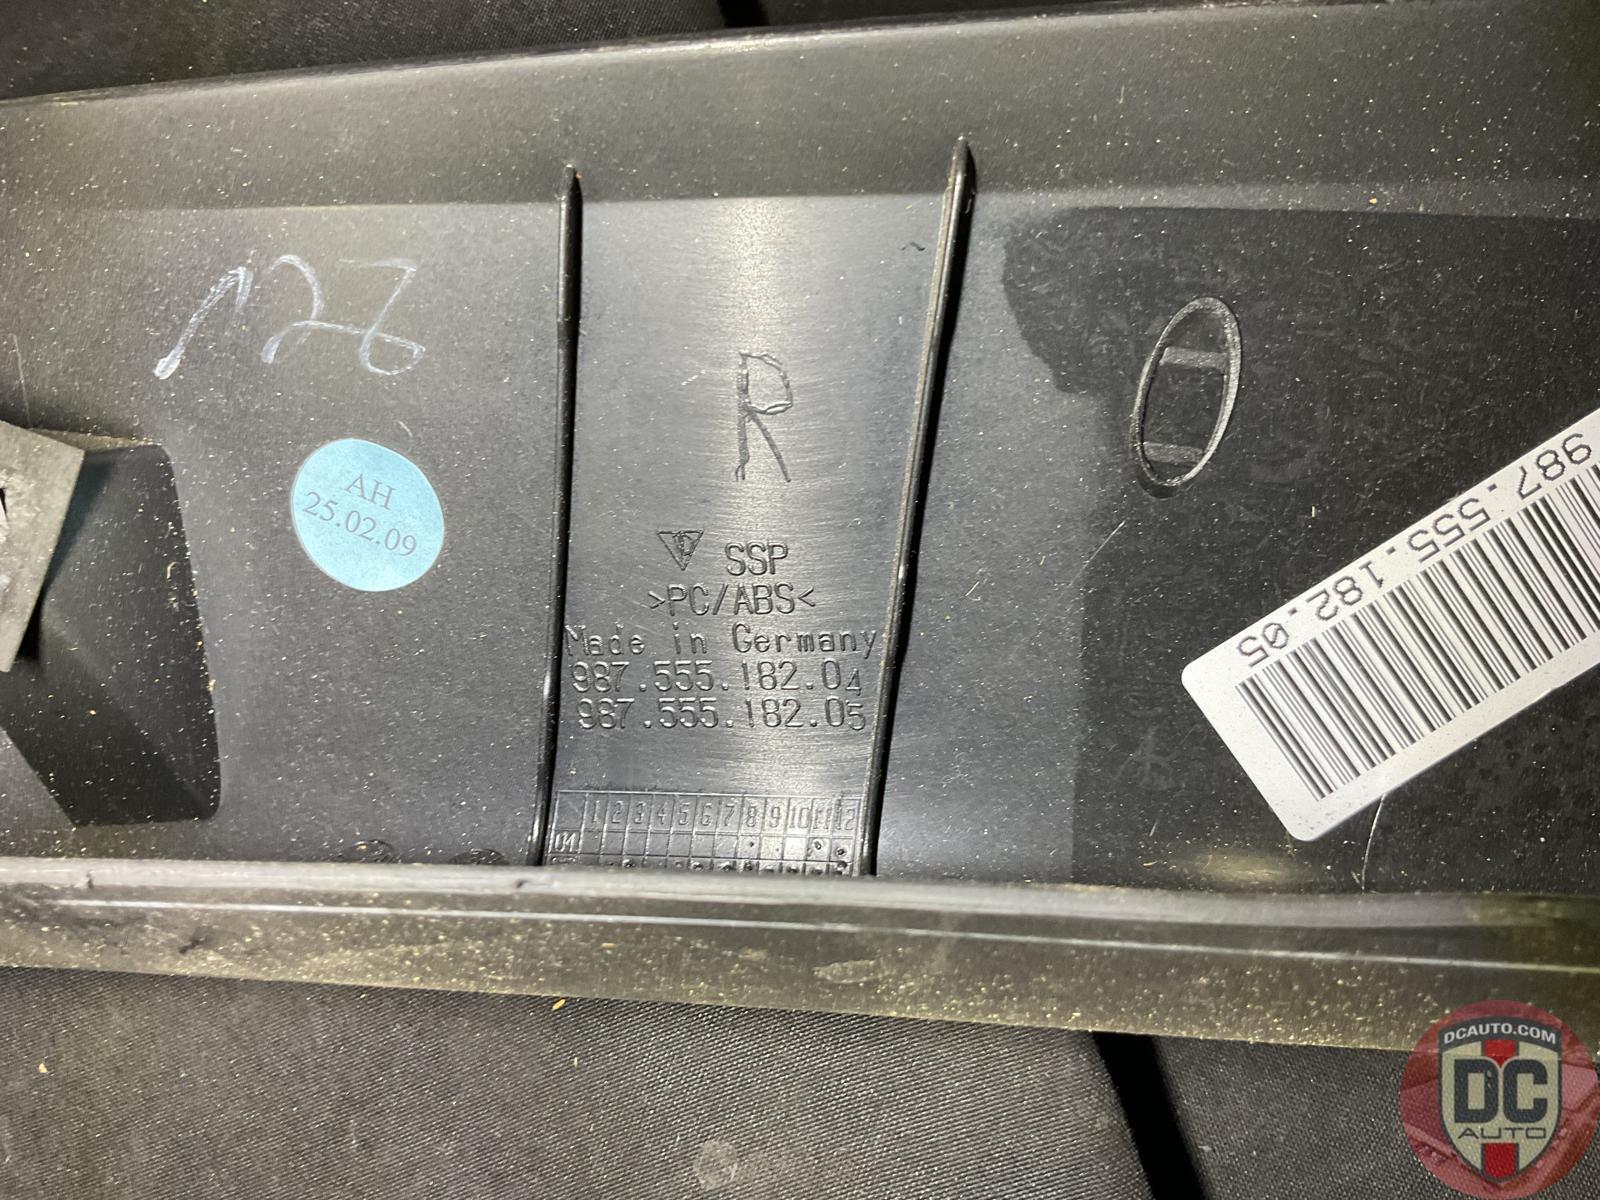 126
R
AH
25.02.09
SSP
>PC/ABS<
Made in Germany
987.555.182.04
987.555.182.05
1 2 3 4 5 6 7 8 9 10 11 12
04
987.555.182.05
DCAUTO.COM
DC
AUTO